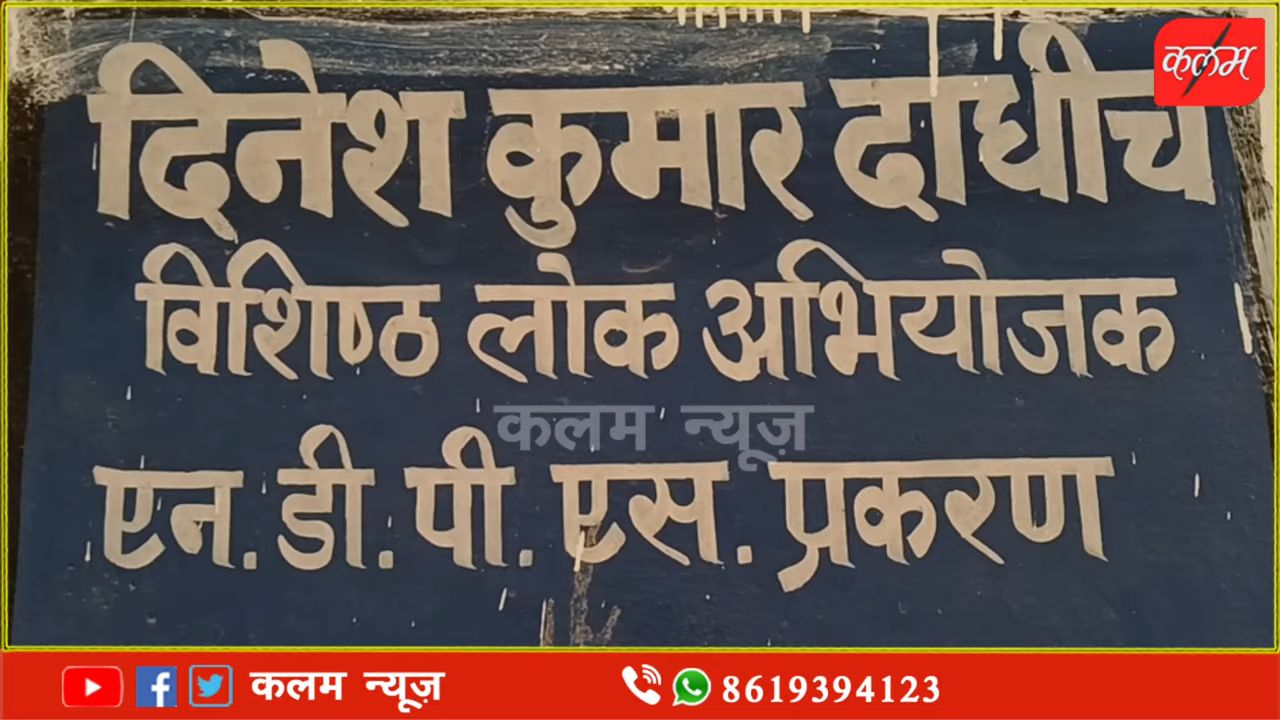 कलम
दिनेश कुमार दाधीच
विशिष्ठ लोक अभियोजक
कलम न्यूज़
एन. डी. पी. एस. प्रकरण
कलम न्यूज़ 8619394123